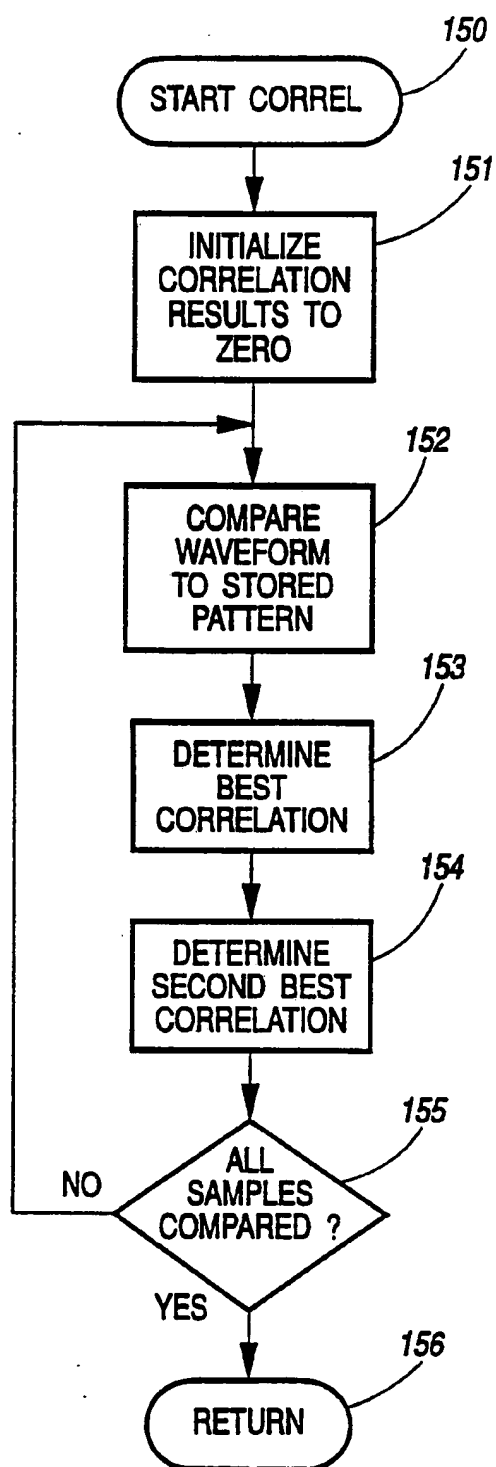 150
START CORREL
151
INITIALIZE
CORRELATION
RESULTS TO
ZERO
152
COMPARE
WAVEFORM
TO STORED
PATTERN
153
DETERMINE
BEST
CORRELATION
154
DETERMINE
SECOND BEST
CORRELATION
155
ALL
SAMPLES
COMPARED ?
NO
YES
156
RETURN